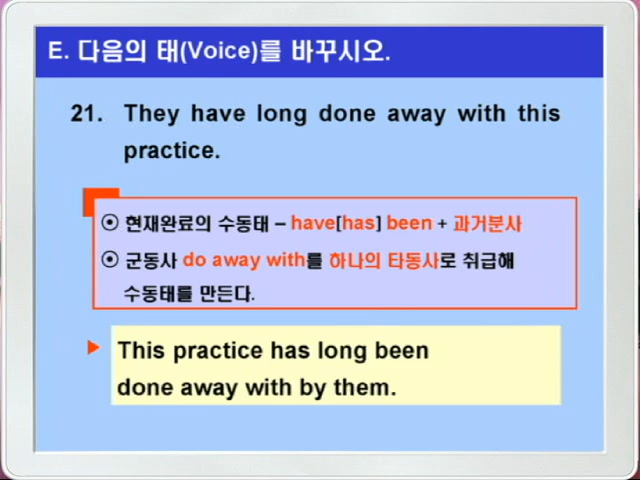 E. 다음의 태(Voice)를 바꾸시오.
21. They have long done away with this
practice.
⊙ 현재완료의 수동태 – have[has] been + 과거분사
⊙ 군동사 do away with를 하나의 타동사로 취급해
수동태를 만든다.
▶ This practice has long been
done away with by them.